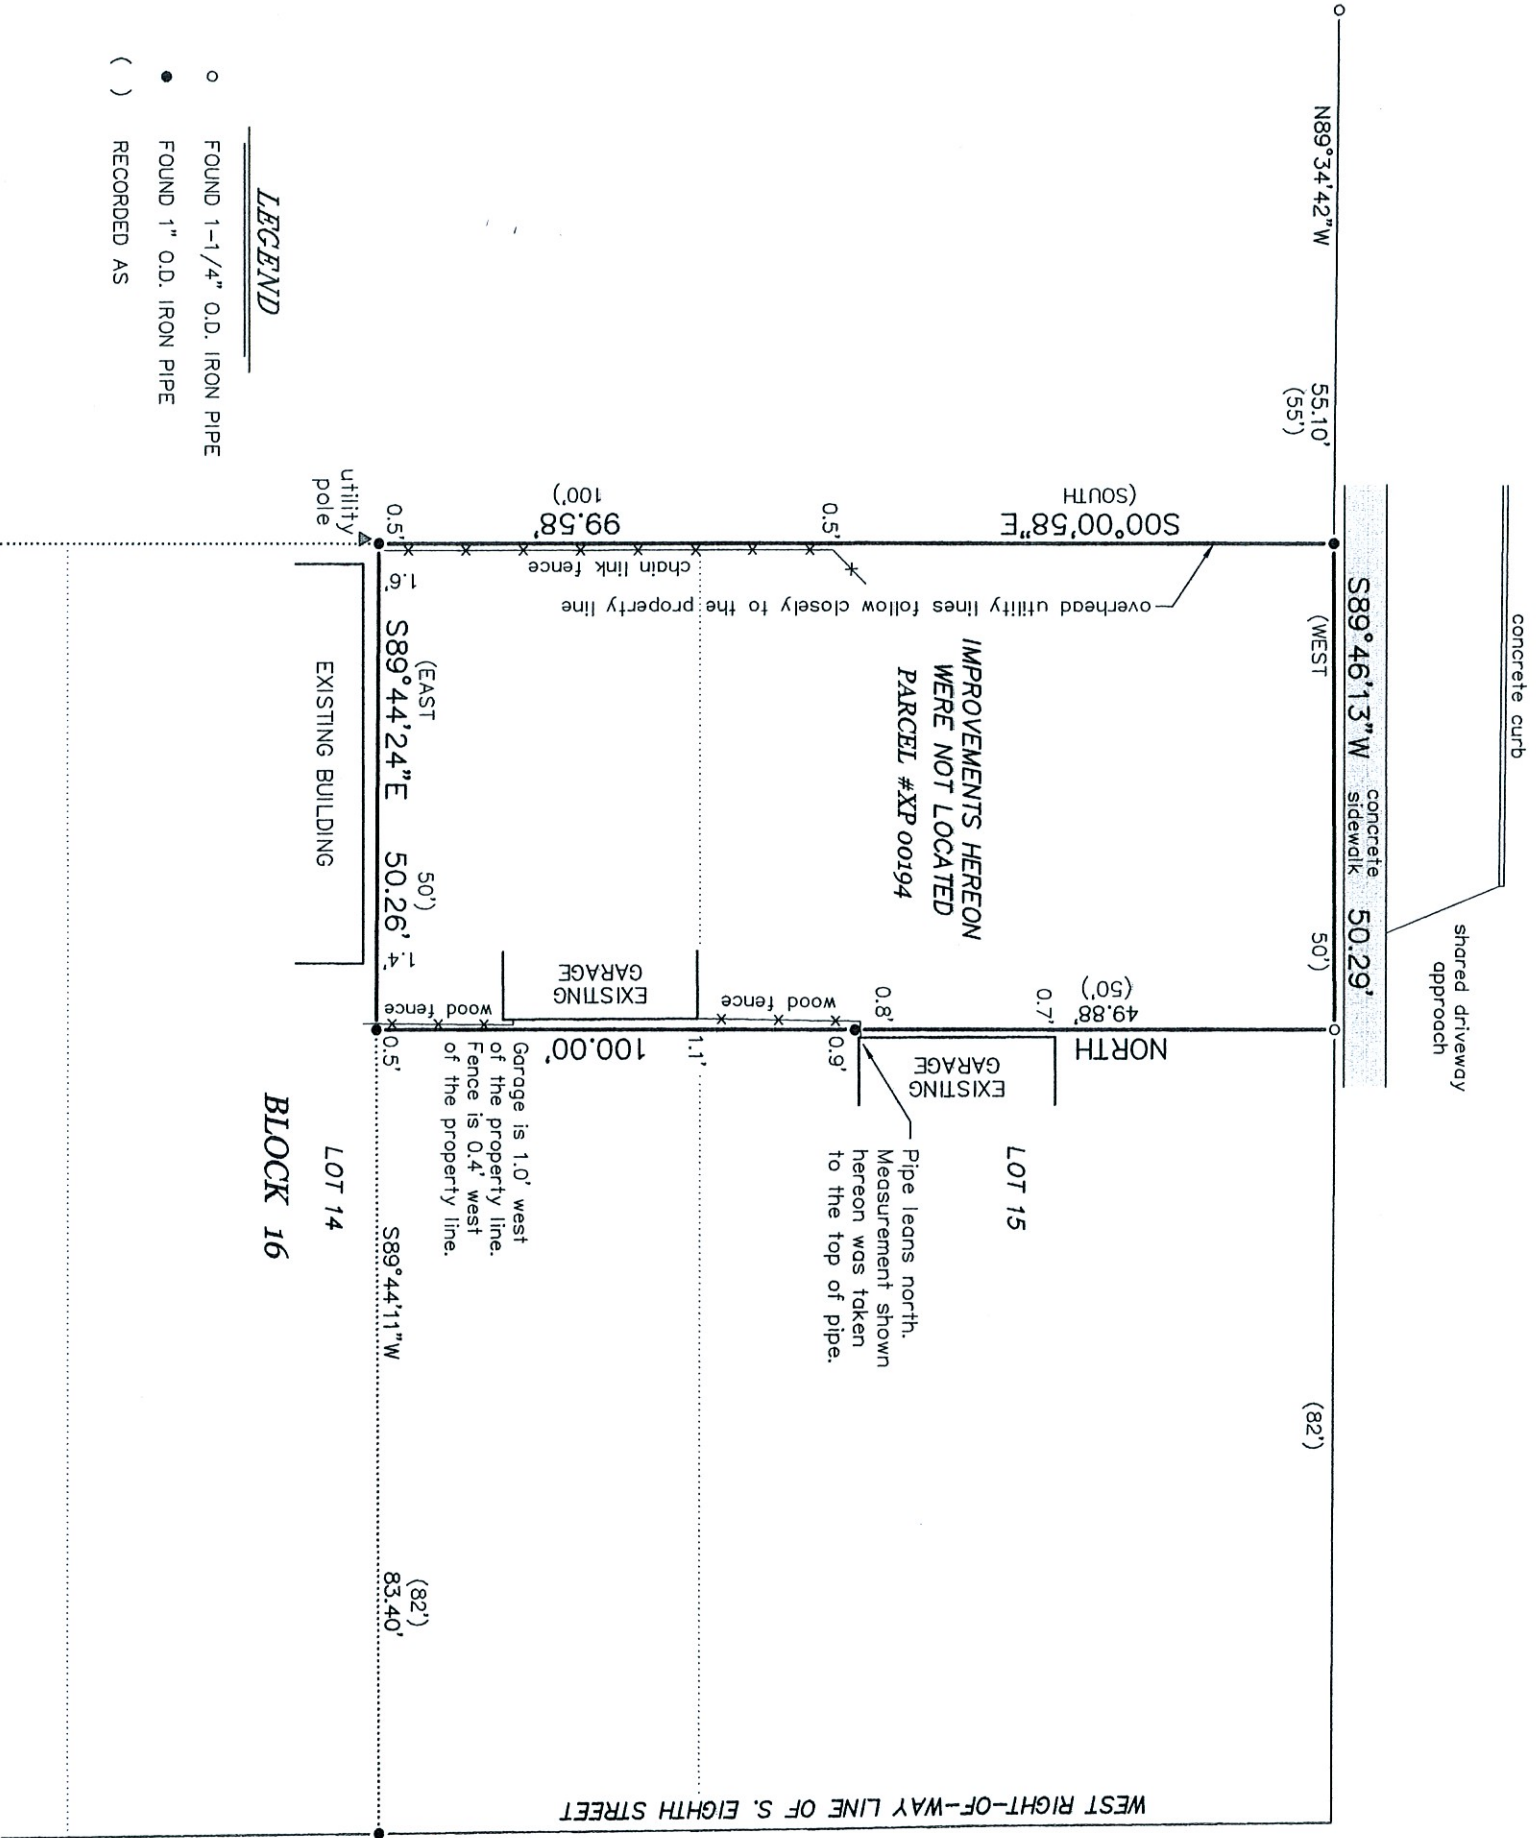 concrete curb
shared driveway
approach
N89°34'42"W
55.10'
(55')
S89°46'13"W
concrete
sidewalk
50.29'
(WEST
50')
(82')
S00°00'58"E
(SOUTH
99.58'
100')
0.5'
0.5'
chain link fence
overhead utility lines follow closely to the property line
IMPROVEMENTS HEREON
WERE NOT LOCATED
PARCEL #XP 00194
49.88'
(50')
NORTH
100.00'
0.7'
0.8'
EXISTING
GARAGE
LOT 15
Pipe leans north.
Measurement shown
hereon was taken
to the top of pipe.
0.9'
wood fence
1.1'
EXISTING
GARAGE
Garage is 1.0' west
of the property line.
Fence is 0.4' west
of the property line.
wood fence
0.5'
utility
pole
1.6'
(EAST
50')
S89°44'24"E
50.26'
1.4'
EXISTING BUILDING
S89°44'11"W
(82')
83.40'
LOT 14
BLOCK 16
WEST RIGHT-OF-WAY LINE OF S. EIGHTH STREET
LEGEND
FOUND 1-1/4" O.D. IRON PIPE
FOUND 1" O.D. IRON PIPE
( ) RECORDED AS